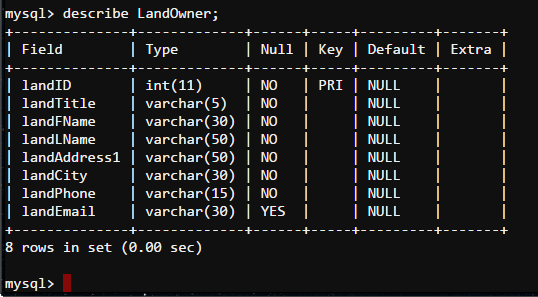 mysql> describe LandOwner;
+--------------+-------------+------+-----+---------+-------+
| Field        | Type        | Null | Key | Default | Extra |
+--------------+-------------+------+-----+---------+-------+
| landID       | int(11)     | NO   | PRI | NULL    |       |
| landTitle    | varchar(5)  | NO   |     | NULL    |       |
| landFName    | varchar(30) | NO   |     | NULL    |       |
| landLName    | varchar(50) | NO   |     | NULL    |       |
| landAddress1 | varchar(50) | NO   |     | NULL    |       |
| landCity     | varchar(30) | NO   |     | NULL    |       |
| landPhone    | varchar(15) | NO   |     | NULL    |       |
| landEmail    | varchar(30) | YES  |     | NULL    |       |
+--------------+-------------+------+-----+---------+-------+
8 rows in set (0.00 sec)
mysql>